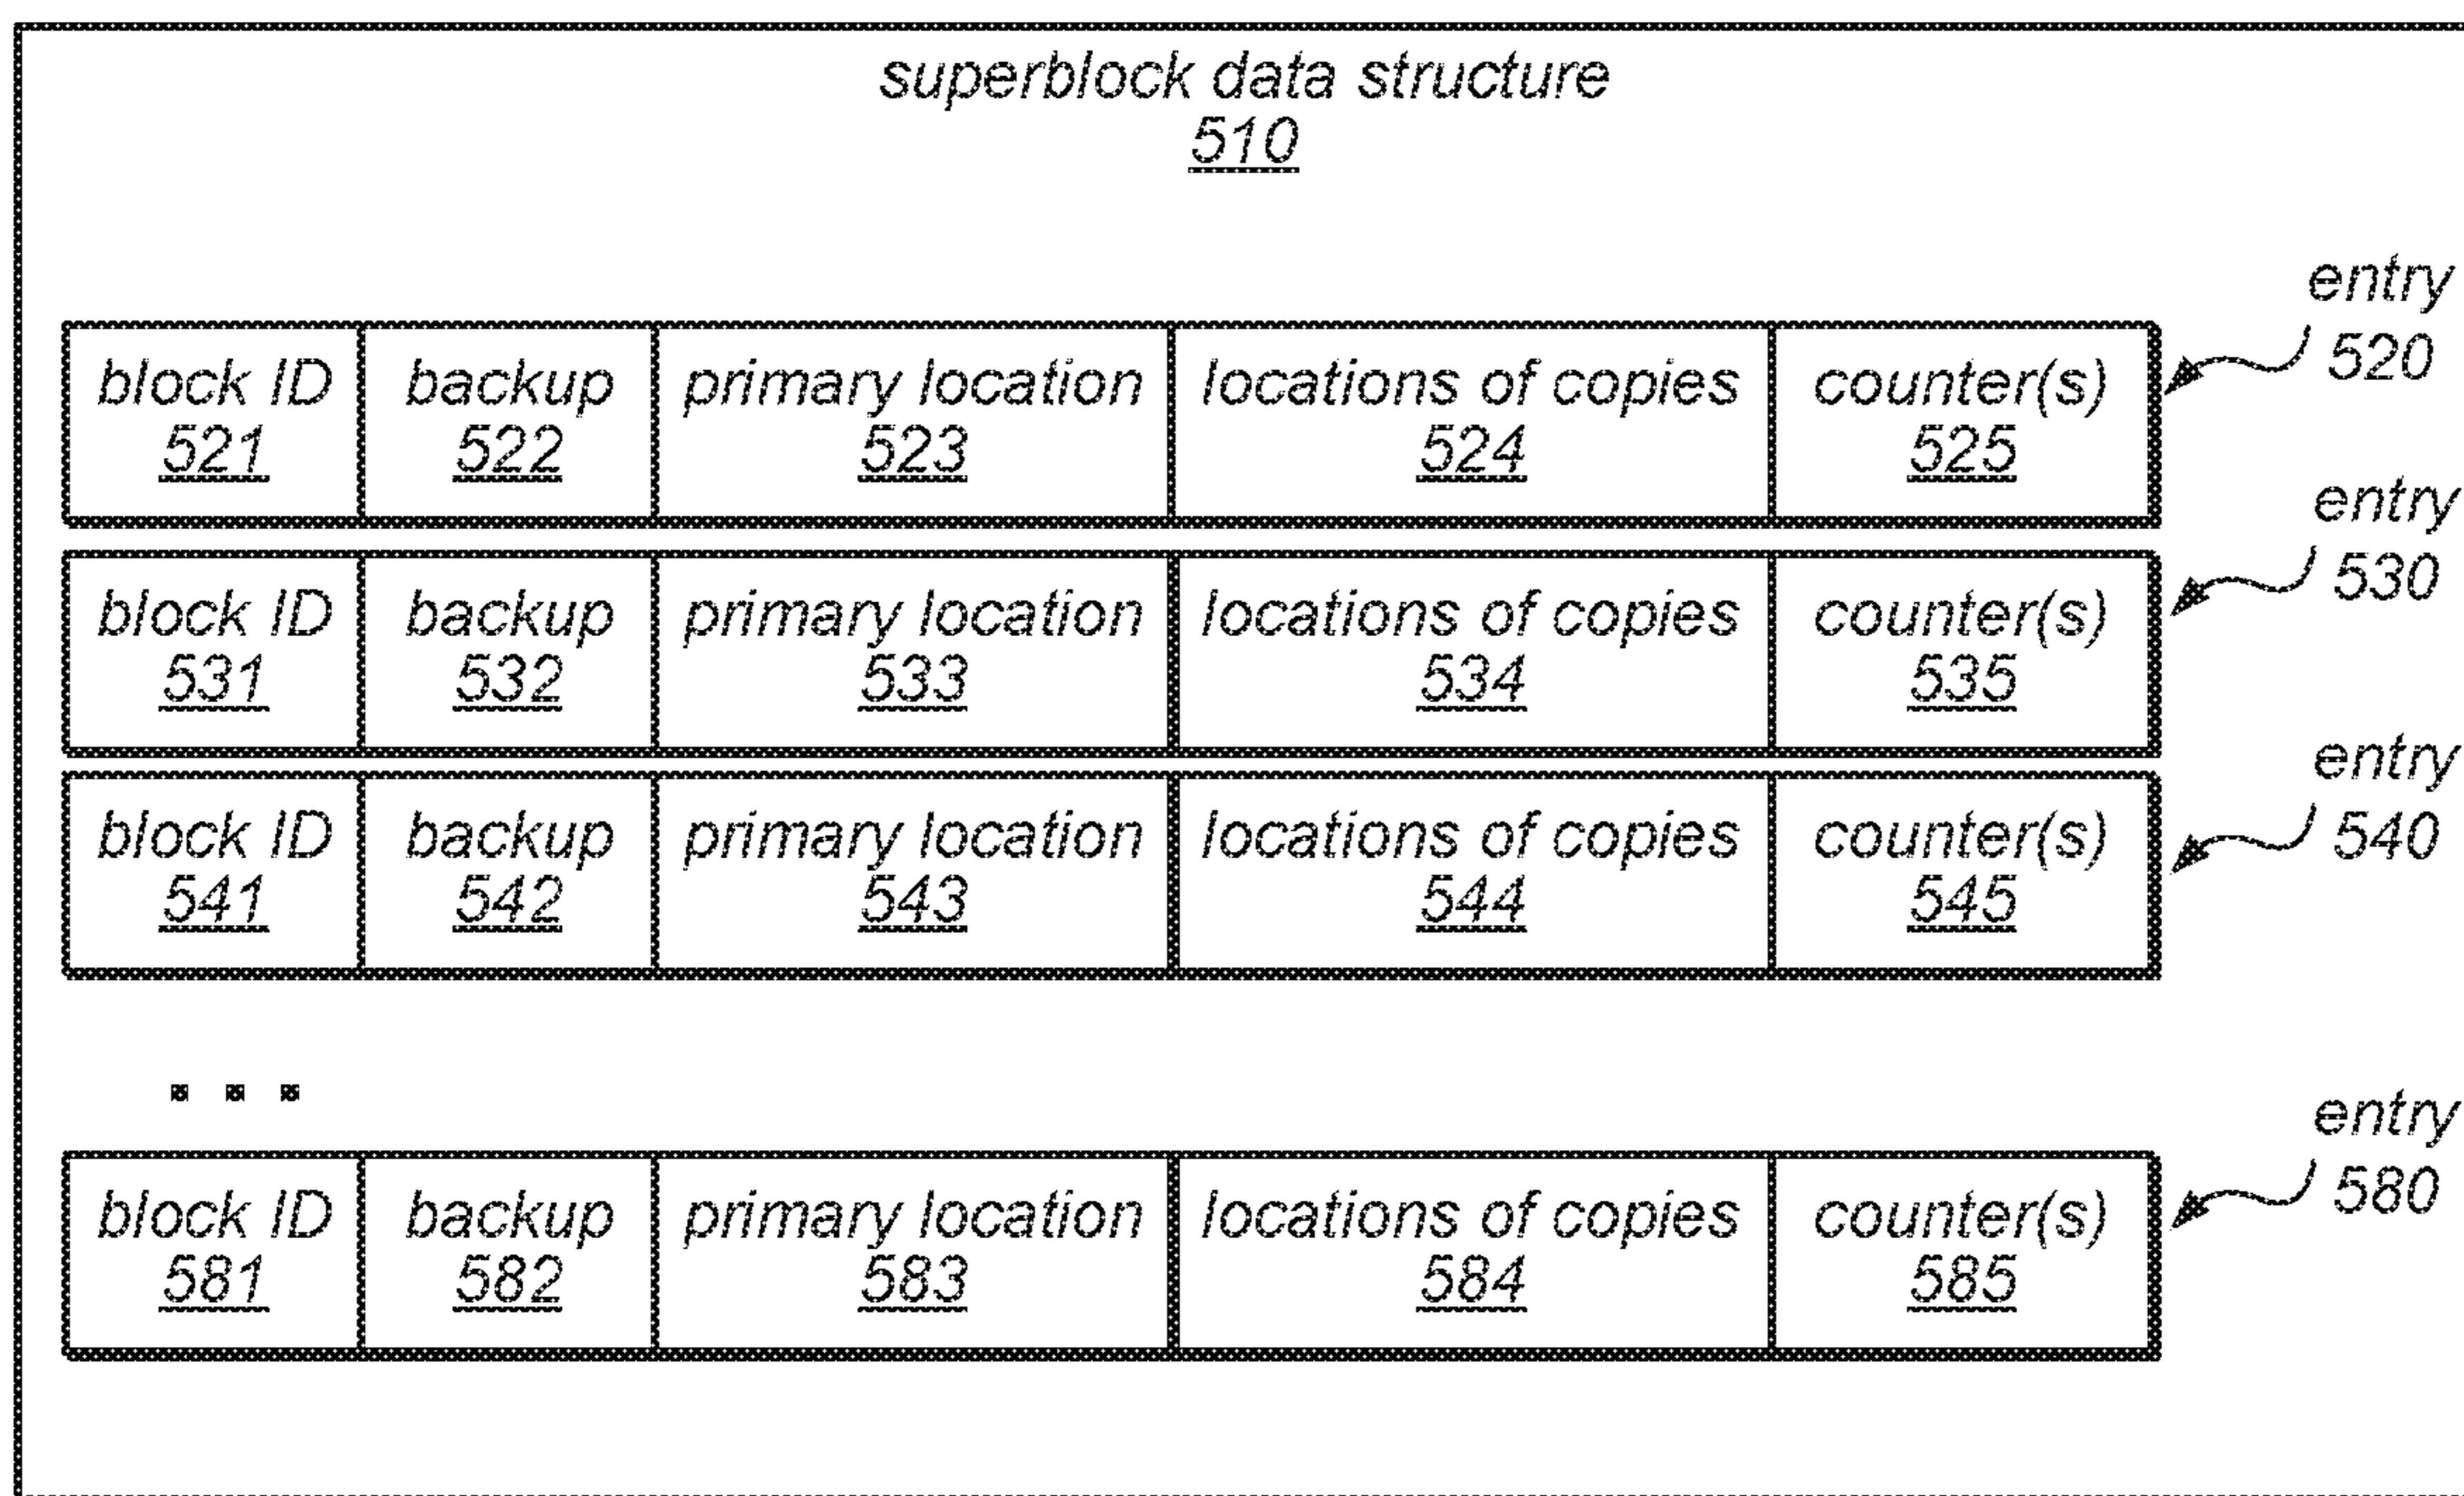 superblock data structure
510
entry
520
block ID backup primary location locations of copies counter(s)
521 522 523 524 525
entry
530
block ID backup primary location locations of copies counter(s)
531 532 533 534 535
entry
540
block ID backup primary location locations of copies counter(s)
541 542 543 544 545
...
entry
580
block ID backup primary location locations of copies counter(s)
581 582 583 584 585